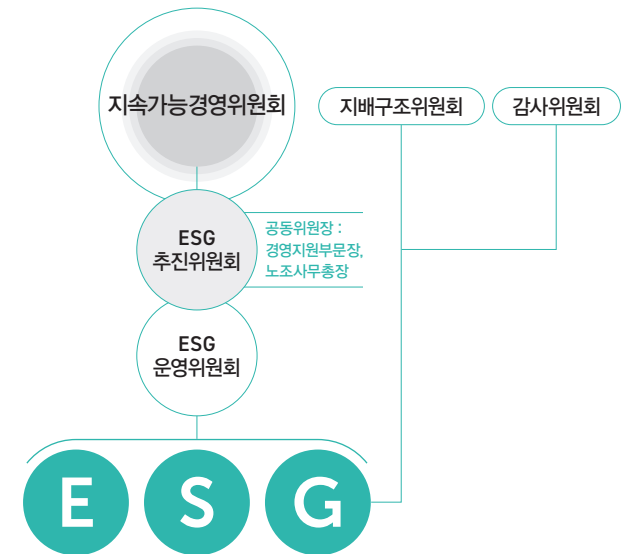 지속가능경영위원회
지배구조위원회
감사위원회
ESG
추진위원회
공동위원장 :
경영지원부문장,
노조사무총장
ESG
운영위원회
E
S
G